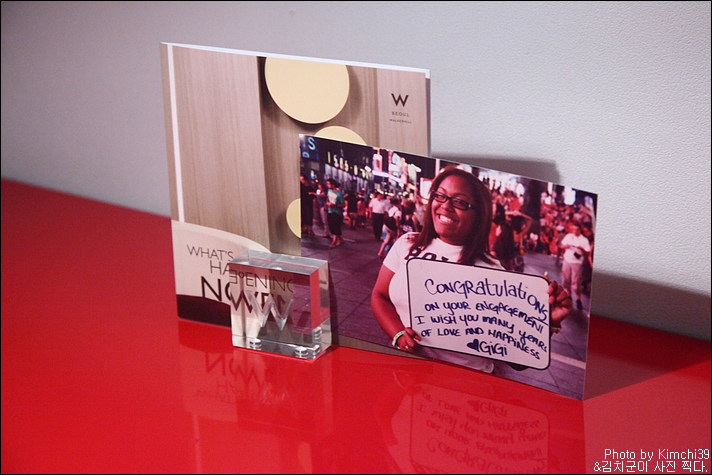 W
SEOUL
WHAT'S
HAPPENING
NOW
S
CONGRATULATIONS
ON YOUR ENGAGEMENT
I WISH YOU MANY YEARS
OF LOVE AND HAPPINESS
♥GIGI
W
Photo by Kimchi39
&김치군이 사진 찍다.